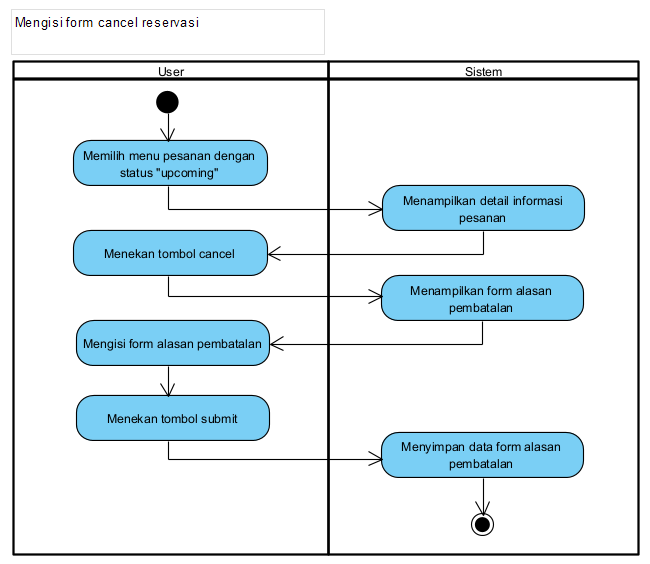 Mengisi form cancel reservasi
User
Sistem
Memilih menu pesanan dengan
status "upcoming"
Menampilkan detail informasi
pesanan
Menekan tombol cancel
Menampilkan form alasan
pembatalan
Mengisi form alasan pembatalan
Menekan tombol submit
Menyimpan data form alasan
pembatalan